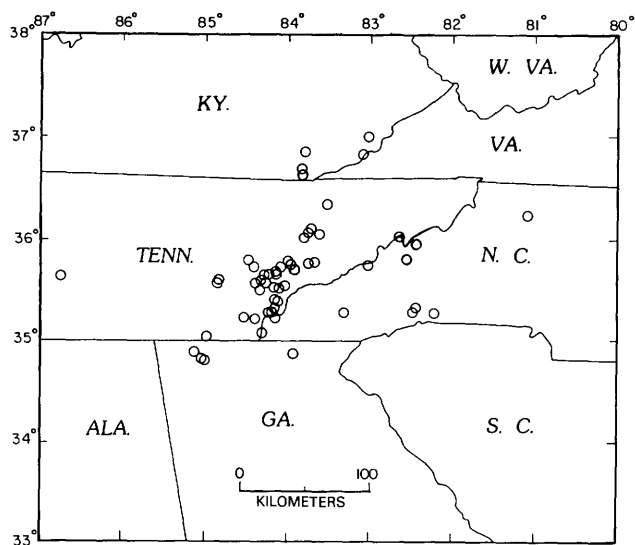 87° 86° 85° 84° 83° 82° 81° 80°
38°
W. VA.
KY.
37°
VA.
36°
TENN.
N. C.
35°
ALA.
GA.
S. C.
34°
0 100
KILOMETERS
33°